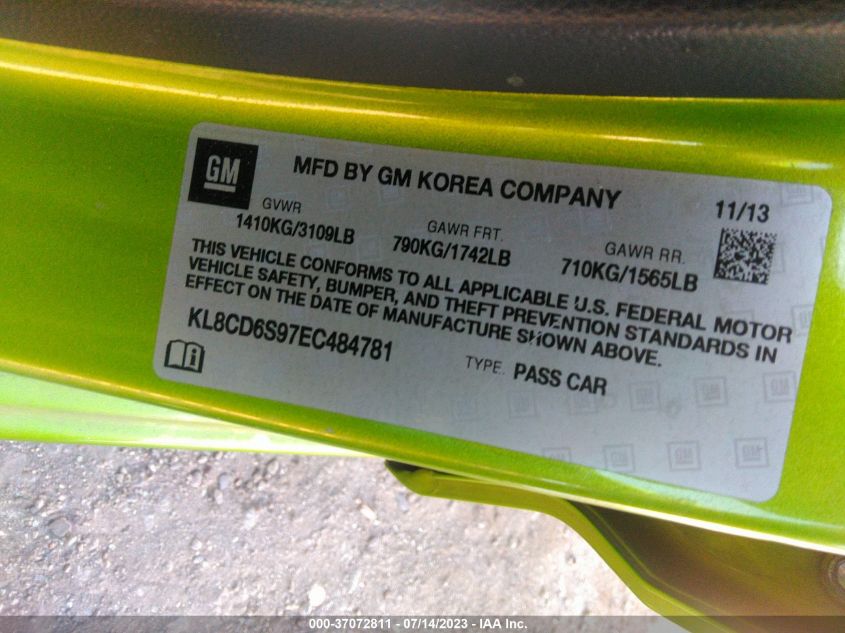 GM
MFD BY GM KOREA COMPANY
11/13
GVWR
1410KG/3109LB
GAWR FRT.
790KG/1742LB
GAWR RR.
710KG/1565LB
THIS VEHICLE CONFORMS TO ALL APPLICABLE U.S. FEDERAL MOTOR
VEHICLE SAFETY, BUMPER, AND THEFT PREVENTION STANDARDS IN
EFFECT ON THE DATE OF MANUFACTURE SHOWN ABOVE.
KL8CD6S97EC484781
TYPE. PASS CAR
000-37072811 - 07/14/2023 - IAA Inc.